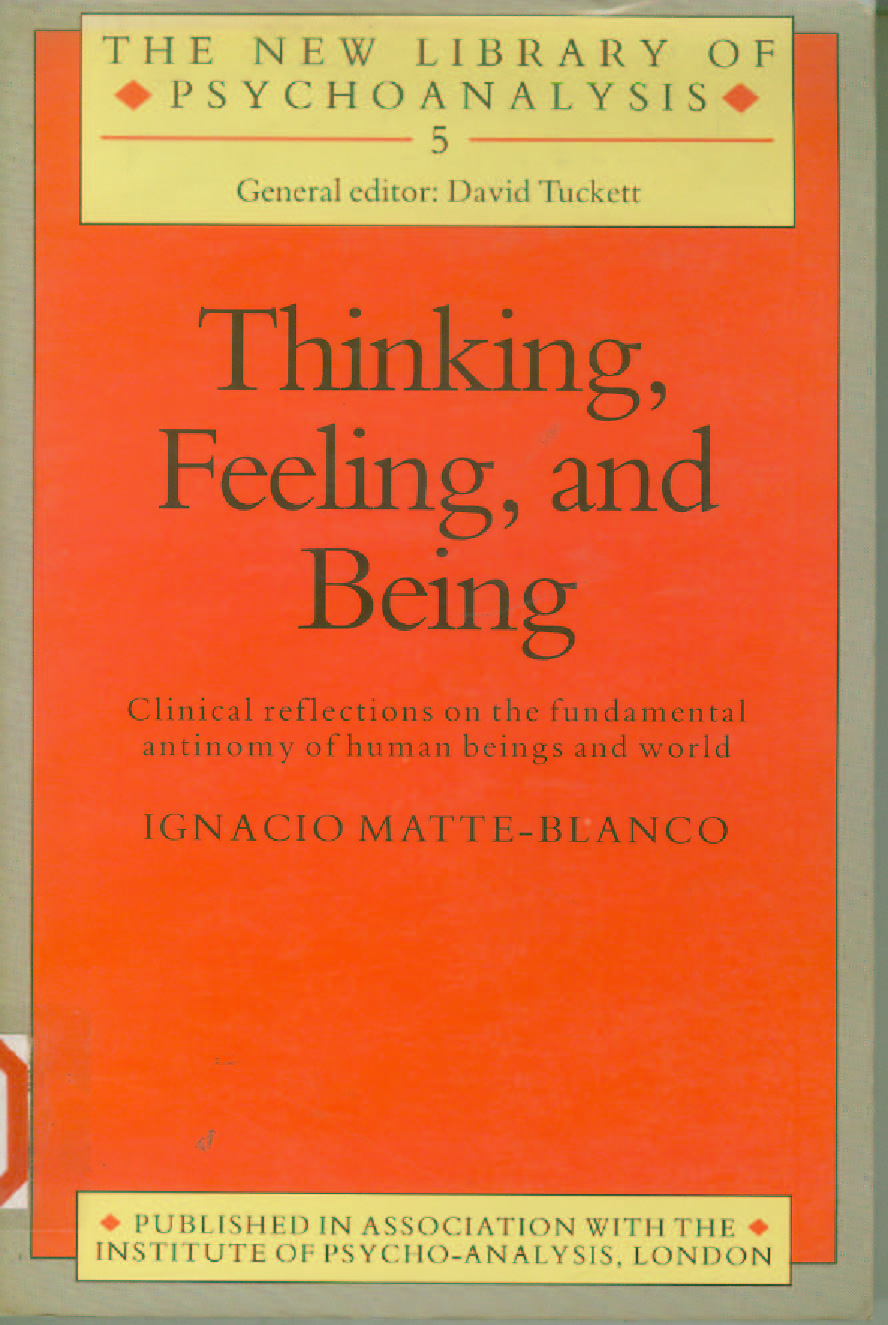 THE NEW LIBRARY OF
PSYCHOANALYSIS
5
General editor: David Tuckett
Thinking,
Feeling, and
Being
Clinical reflections on the fundamental
antinomy of human beings and world
IGNACIO MATTE-BLANCO
PUBLISHED IN ASSOCIATION WITH THE
INSTITUTE OF PSYCHO-ANALYSIS, LONDON